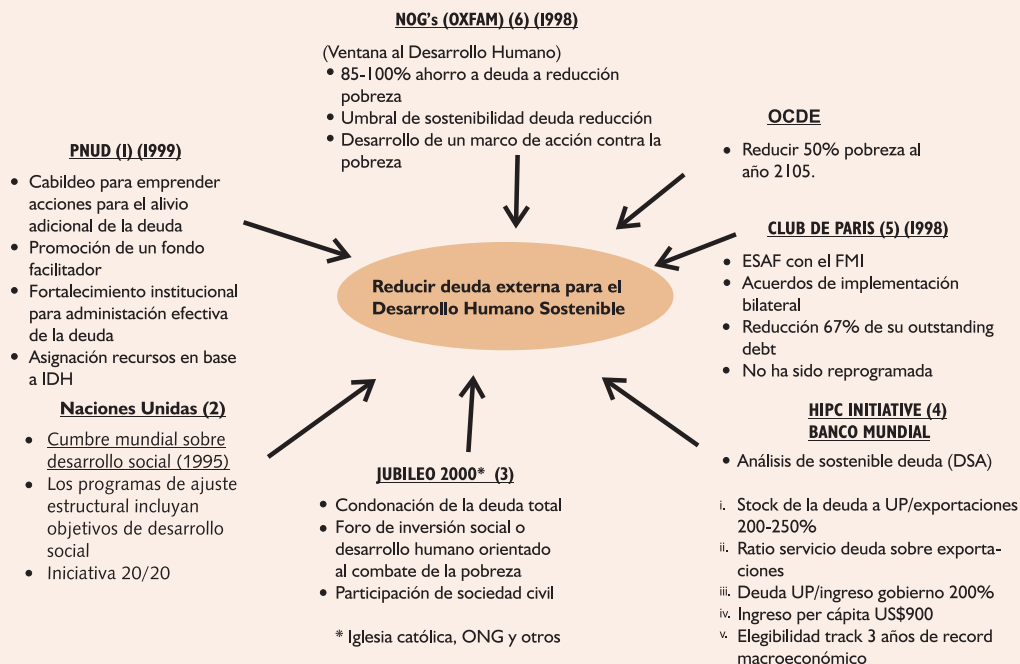 NOG's (OXFAM) (6) (1998)
(Ventana al Desarrollo Humano)
• 85-100% ahorro a deuda a reducción
pobreza
• Umbral de sostenibilidad deuda reducción
• Desarrollo de un marco de acción contra la
pobreza
OCDE
• Reducir 50% pobreza al
año 2105.
PNUD (1) (1999)
• Cabildeo para emprender
acciones para el alivio
adicional de la deuda
• Promoción de un fondo
facilitador
• Fortalecimiento institucional
para administación efectiva
de la deuda
• Asignación recursos en base
a IDH
CLUB DE PARIS (5) (1998)
• ESAF con el FMI
• Acuerdos de implementación
bilateral
• Reducción 67% de su outstanding
debt
• No ha sido reprogramada
Reducir deuda externa para el
Desarrollo Humano Sostenible
Naciones Unidas (2)
• Cumbre mundial sobre
desarrollo social (1995)
• Los programas de ajuste
estructural incluyan
objetivos de desarrollo
social
• Iniciativa 20/20
JUBILEO 2000* (3)
• Condonación de la deuda total
• Foro de inversión social o
desarrollo humano orientado
al combate de la pobreza
• Participación de sociedad civil
* Iglesia católica, ONG y otros
HIPC INITIATIVE (4)
BANCO MUNDIAL
• Análisis de sostenible deuda (DSA)
i. Stock de la deuda a UP/exportaciones
200-250%
ii. Ratio servicio deuda sobre exporta-
ciones
iii. Deuda UP/ingreso gobierno 200%
iv. Ingreso per cápita US$900
v. Elegibilidad track 3 años de record
macroeconómico